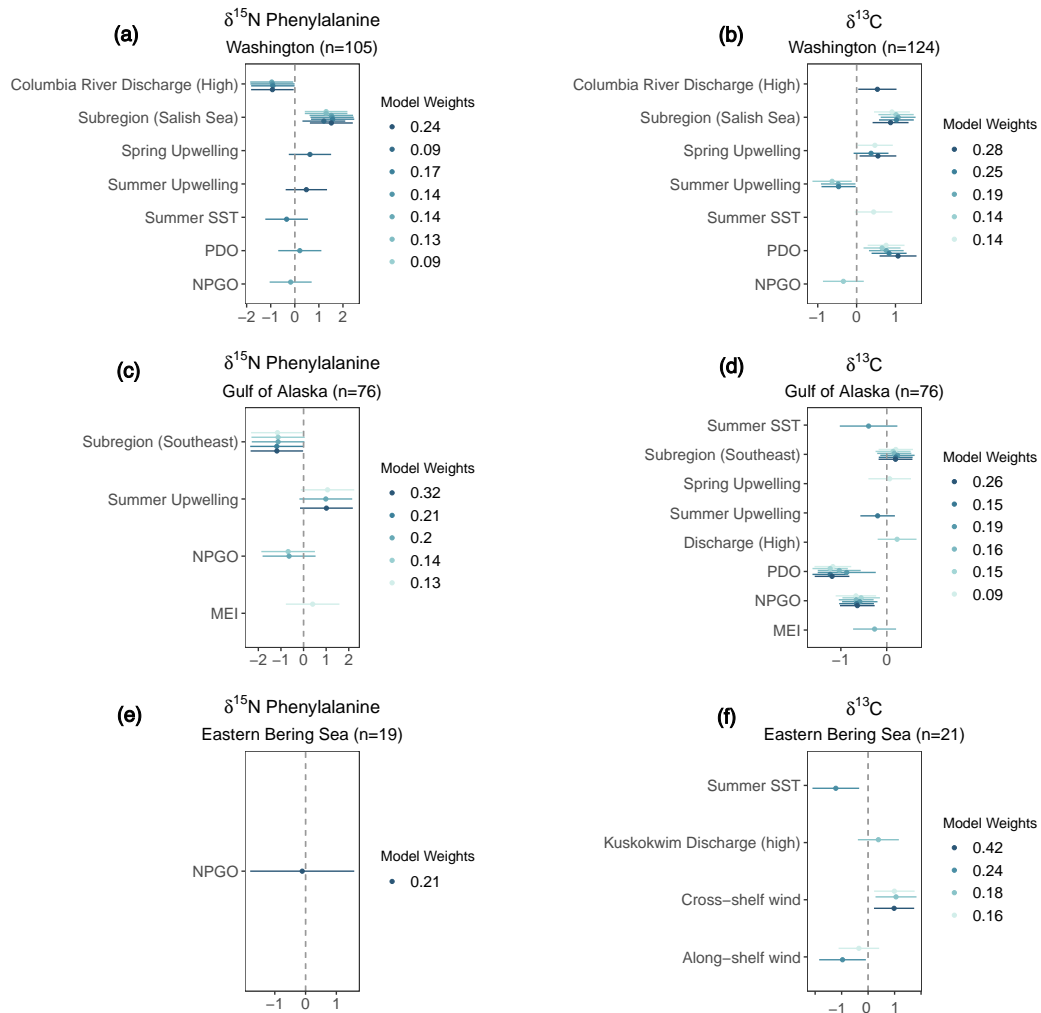 (a)
δ15N Phenylalanine
Washington (n=105)
Columbia River Discharge (High)
Subregion (Salish Sea)
Spring Upwelling
Summer Upwelling
Summer SST
PDO
NPGO
−2 −1 0 1 2
Model Weights
0.24
0.09
0.17
0.14
0.14
0.13
0.09
(b)
δ13C
Washington (n=124)
Columbia River Discharge (High)
Subregion (Salish Sea)
Spring Upwelling
Summer Upwelling
Summer SST
PDO
NPGO
−1 0 1
Model Weights
0.28
0.25
0.19
0.14
0.14
(c)
δ15N Phenylalanine
Gulf of Alaska (n=76)
Subregion (Southeast)
Summer Upwelling
NPGO
MEI
−2 −1 0 1 2
Model Weights
0.32
0.21
0.2
0.14
0.13
(d)
δ13C
Gulf of Alaska (n=76)
Summer SST
Subregion (Southeast)
Spring Upwelling
Summer Upwelling
Discharge (High)
PDO
NPGO
MEI
−1 0
Model Weights
0.26
0.15
0.19
0.16
0.15
0.09
(e)
δ15N Phenylalanine
Eastern Bering Sea (n=19)
NPGO
−1 0 1
Model Weights
0.21
(f)
δ13C
Eastern Bering Sea (n=21)
Summer SST
Kuskokwim Discharge (high)
Cross−shelf wind
Along−shelf wind
−1 0 1
Model Weights
0.42
0.24
0.18
0.16